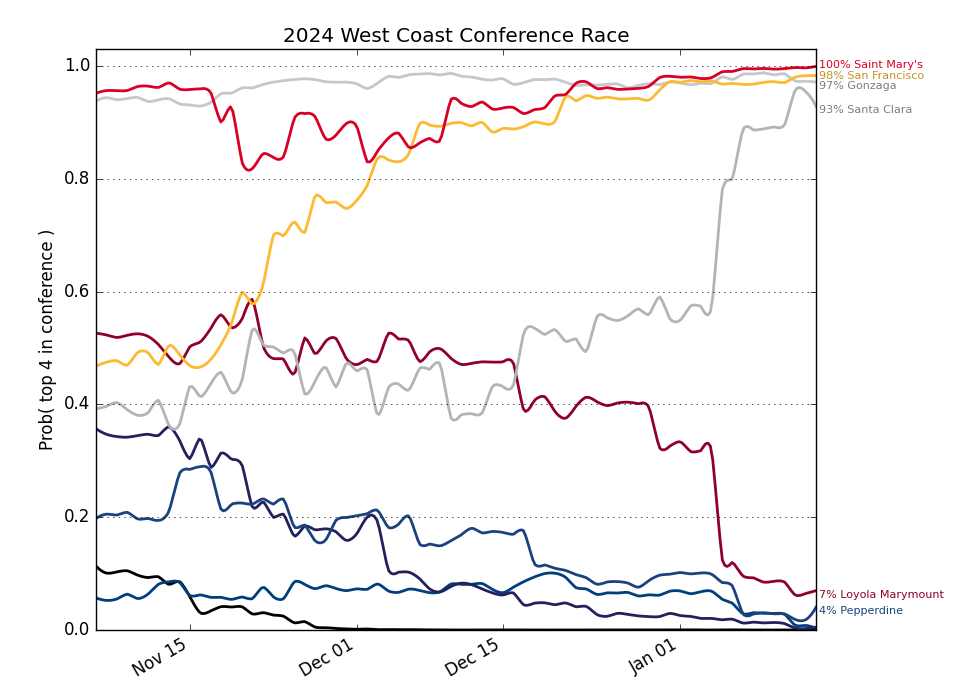 2024 West Coast Conference Race
Prob( top 4 in conference )
1.0
0.8
0.6
0.4
0.2
0.0
Nov 15
Dec 01
Dec 15
Jan 01
100% Saint Mary's
98% San Francisco
97% Gonzaga
93% Santa Clara
7% Loyola Marymount
4% Pepperdine